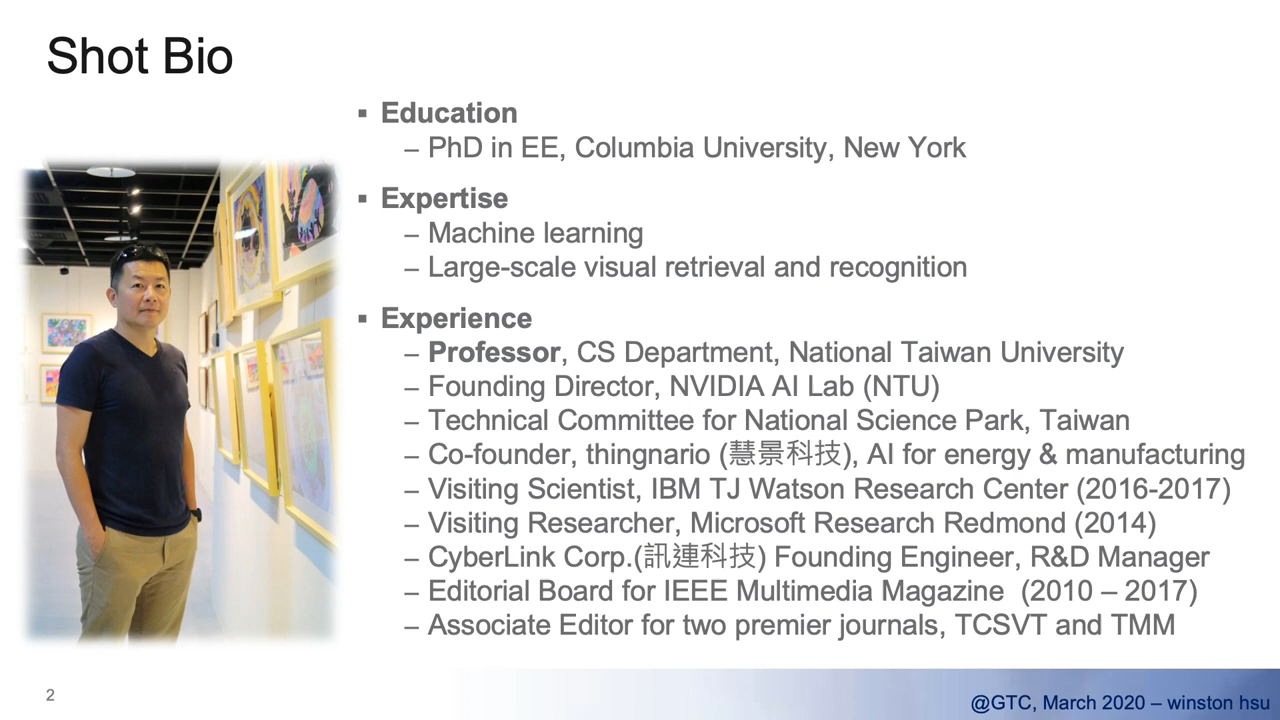 Shot Bio
▪ Education
– PhD in EE, Columbia University, New York
▪ Expertise
– Machine learning
– Large-scale visual retrieval and recognition
▪ Experience
– Professor, CS Department, National Taiwan University
– Founding Director, NVIDIA AI Lab (NTU)
– Technical Committee for National Science Park, Taiwan
– Co-founder, thingnario (慧景科技), AI for energy & manufacturing
– Visiting Scientist, IBM TJ Watson Research Center (2016-2017)
– Visiting Researcher, Microsoft Research Redmond (2014)
– CyberLink Corp.(訊連科技) Founding Engineer, R&D Manager
– Editorial Board for IEEE Multimedia Magazine (2010 – 2017)
– Associate Editor for two premier journals, TCSVT and TMM
2
@GTC, March 2020 – winston hsu